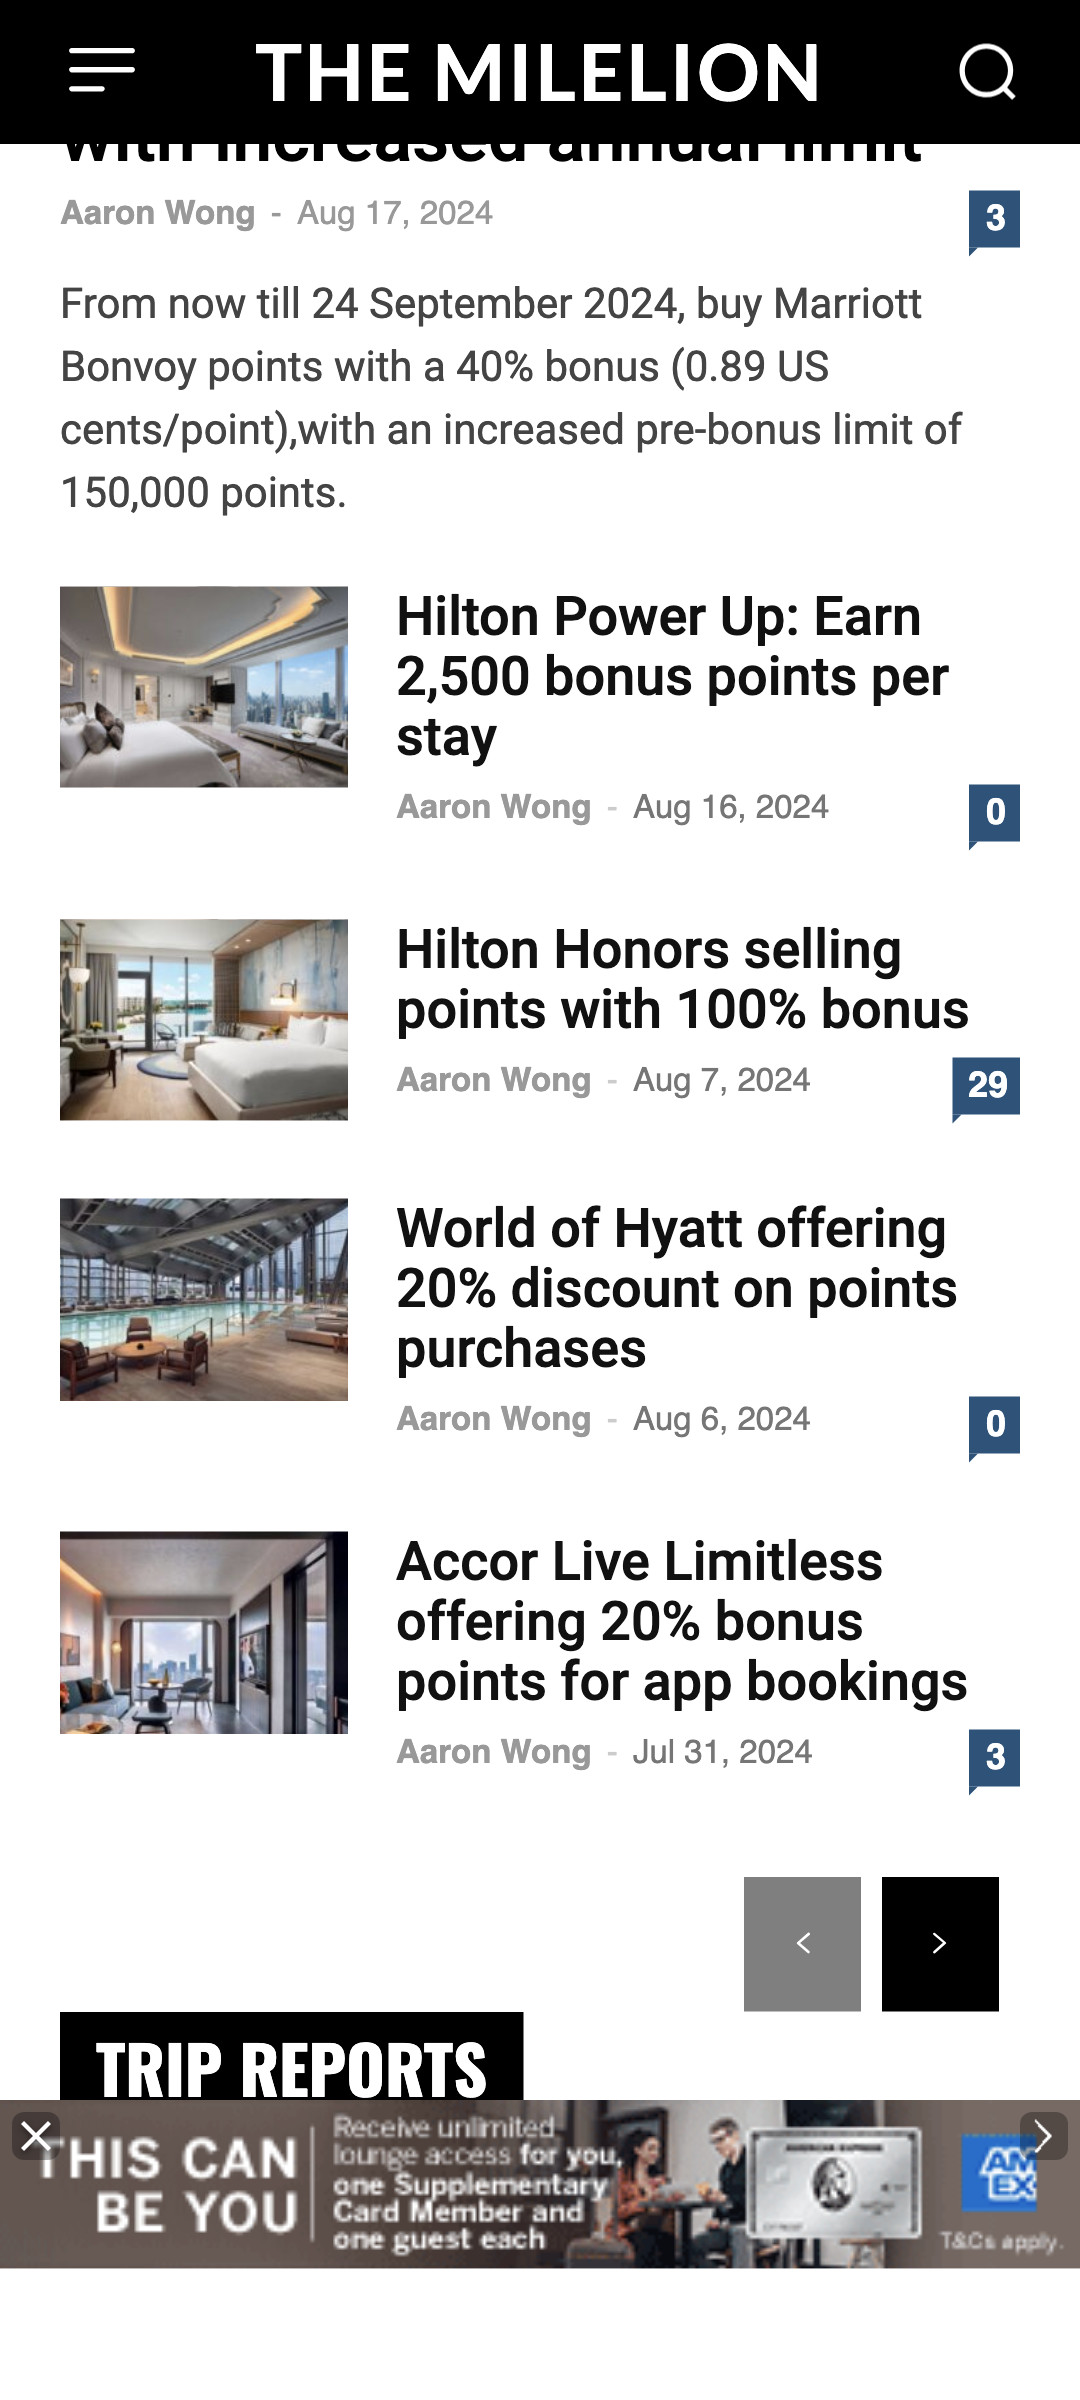 THE MILELION
with increased annual limit
Aaron Wong - Aug 17, 2024
3
From now till 24 September 2024, buy Marriott
Bonvoy points with a 40% bonus (0.89 US
cents/point),with an increased pre-bonus limit of
150,000 points.
Hilton Power Up: Earn
2,500 bonus points per
stay
Aaron Wong - Aug 16, 2024
0
Hilton Honors selling
points with 100% bonus
Aaron Wong - Aug 7, 2024
29
World of Hyatt offering
20% discount on points
purchases
Aaron Wong - Aug 6, 2024
0
Accor Live Limitless
offering 20% bonus
points for app bookings
Aaron Wong - Jul 31, 2024
3
TRIP REPORTS
THIS CAN
BE YOU
Receive unlimited
lounge access for you,
one Supplementary
Card Member and
one guest each
AMERICAN EXPRESS
AM
EX
T&Cs apply.